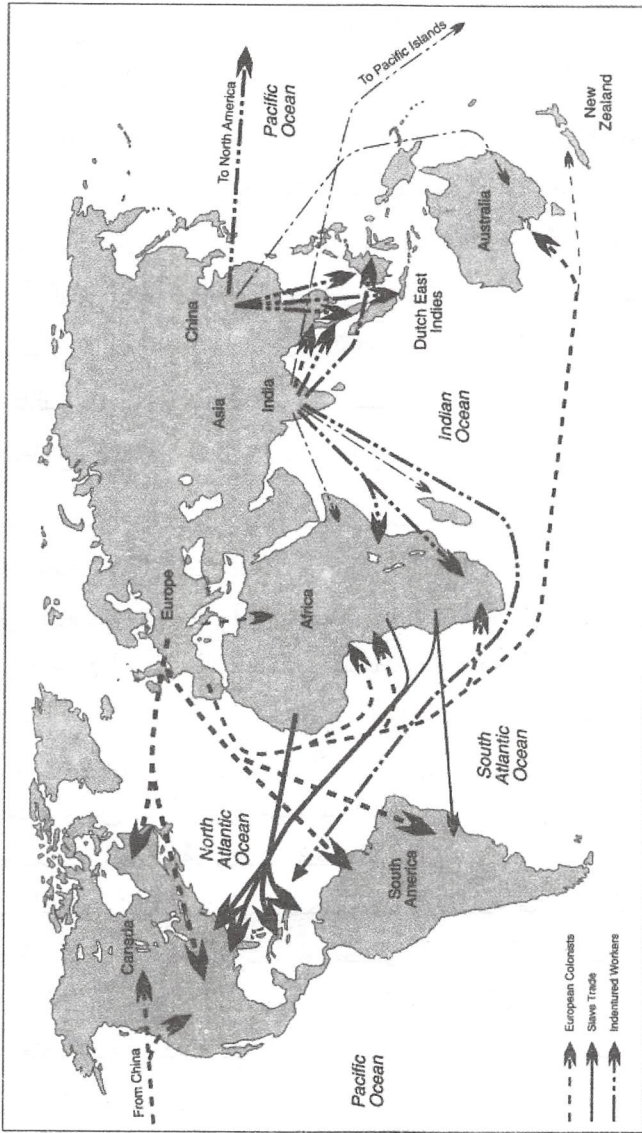 To North America
Pacific
Ocean
To Pacific Islands
New
Zealand
Australia
China
Asia
India
Dutch East
Indies
Indian
Ocean
Europe
Africa
North
Atlantic
Ocean
South
Atlantic
Ocean
Canada
South
America
From China
Pacific
Ocean
European Colonists
Slave Trade
Indentured Workers